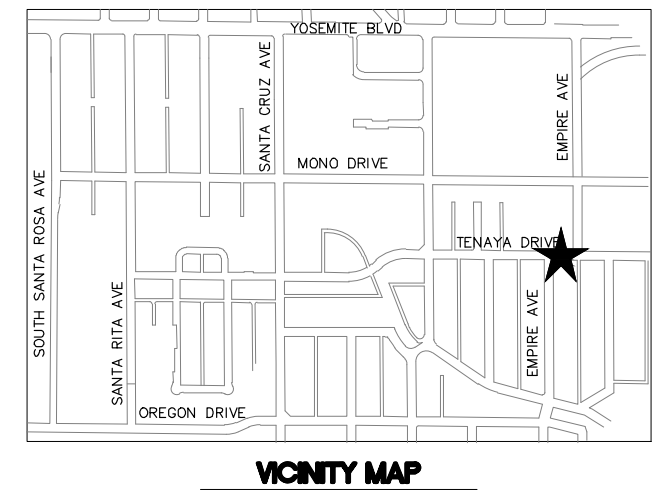 YOSEMITE BLVD
SANTA CRUZ AVE
EMPIRE AVE
MONO DRIVE
SOUTH SANTA ROSA AVE
TENAYA DRIVE
SANTA RITA AVE
EMPIRE AVE
OREGON DRIVE
VICINITY MAP